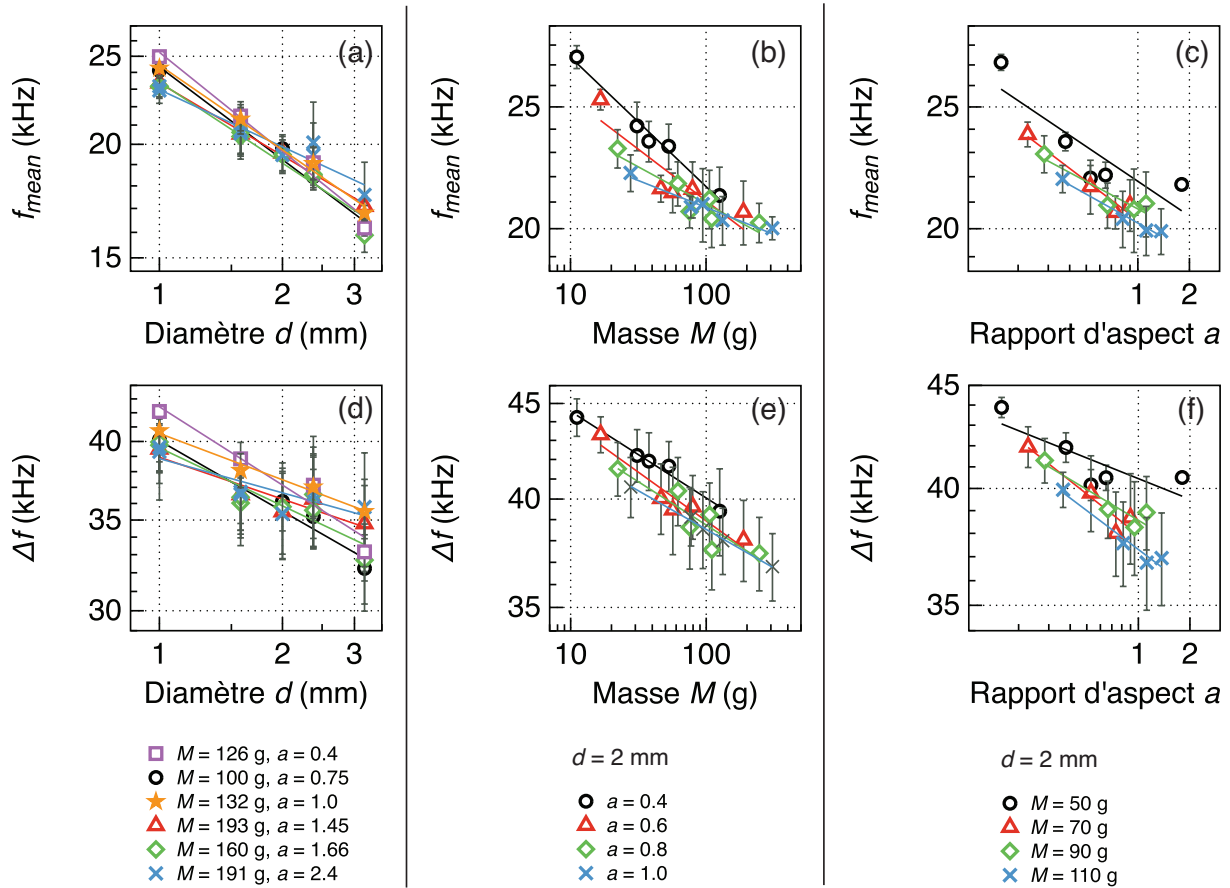 (a)
25
20
15
f_mean (kHz)
1 2 3
Diamètre d (mm)
(b)
25
20
f_mean (kHz)
10 100
Masse M (g)
(c)
25
20
f_mean (kHz)
1 2
Rapport d'aspect a
(d)
40
35
30
Δf (kHz)
1 2 3
Diamètre d (mm)
(e)
45
40
35
Δf (kHz)
10 100
Masse M (g)
(f)
45
40
35
Δf (kHz)
1 2
Rapport d'aspect a
M = 126 g, a = 0.4
M = 100 g, a = 0.75
M = 132 g, a = 1.0
M = 193 g, a = 1.45
M = 160 g, a = 1.66
M = 191 g, a = 2.4
d = 2 mm
a = 0.4
a = 0.6
a = 0.8
a = 1.0
d = 2 mm
M = 50 g
M = 70 g
M = 90 g
M = 110 g